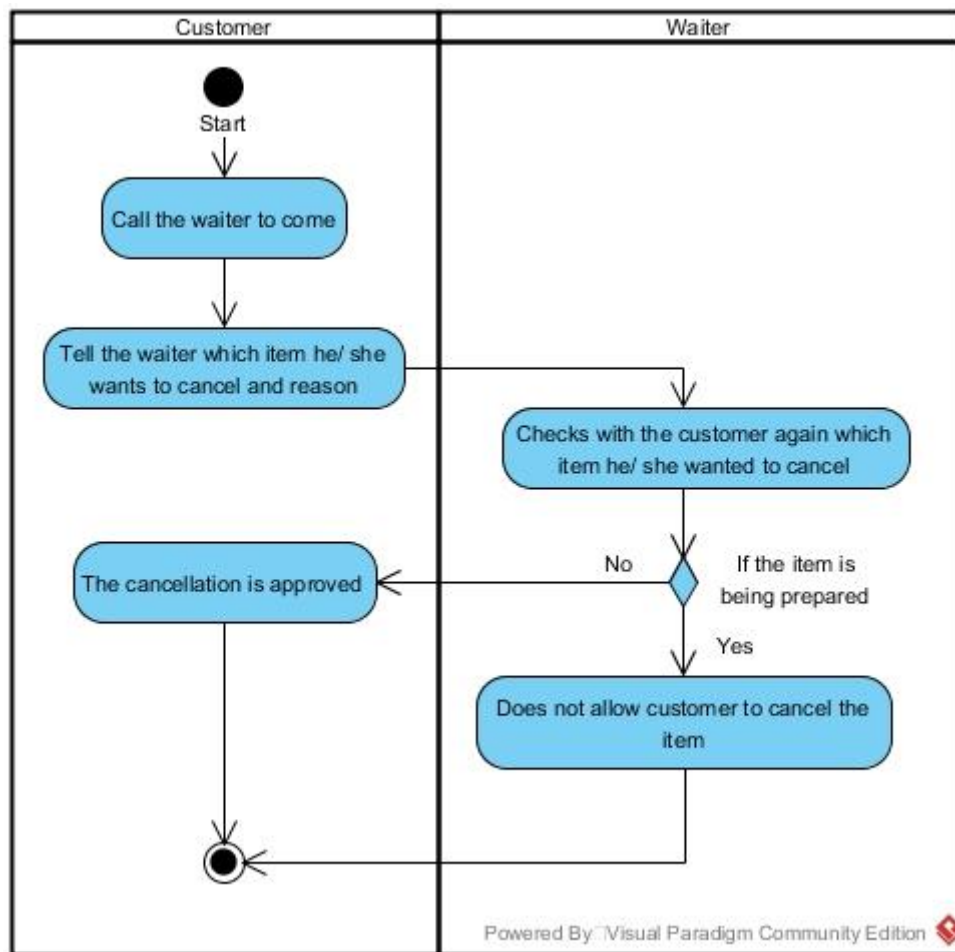 Customer
Waiter
Start
Call the waiter to come
Tell the waiter which item he/ she
wants to cancel and reason
Checks with the customer again which
item he/ she wanted to cancel
The cancellation is approved
No
If the item is
being prepared
Yes
Does not allow customer to cancel the
item
Powered By Visual Paradigm Community Edition